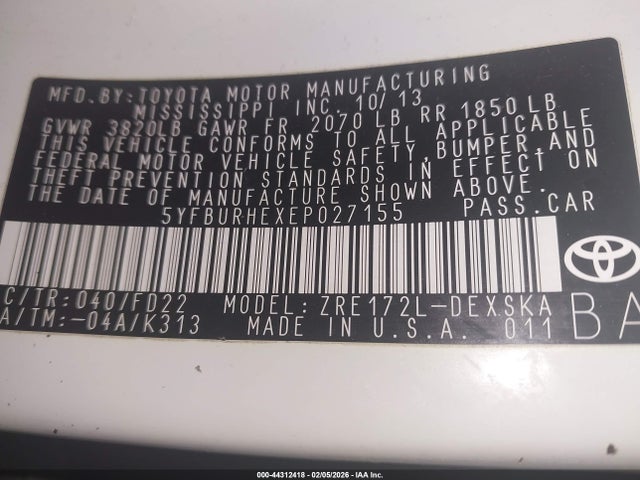 MFD. BY: TOYOTA MOTOR MANUFACTURING
MISSISSIPPI INC. 10/13
GVWR 3820LB GAWR FR 2070 LB RR 1850 LB
THIS VEHICLE CONFORMS TO ALL APPLICABLE
FEDERAL MOTOR VEHICLE SAFETY, BUMPER, AND
THEFT PREVENTION STANDARDS IN EFFECT ON
THE DATE OF MANUFACTURE SHOWN ABOVE.
5YFBURHEXEP027155 PASS.CAR
C/TR: 040/FD22 MODEL: ZRE172L-DEXSKA
A/TM:-04A/K313 MADE IN U.S.A. 011 BA
000-44312418 - 02/05/2026 - IAA Inc.